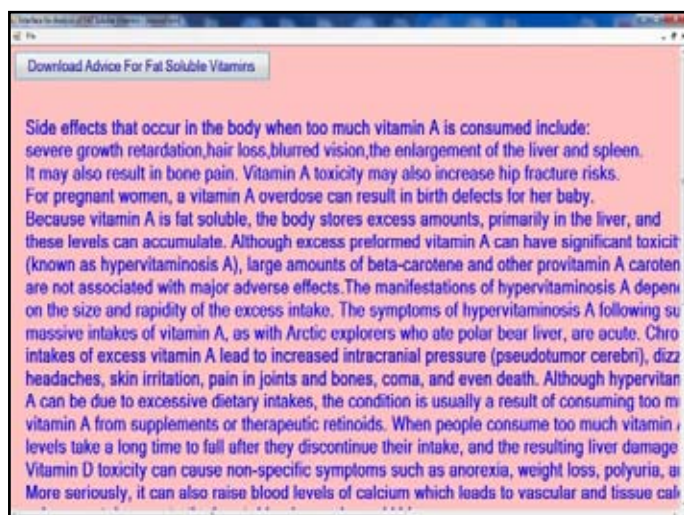 Interface for Analysis of FAT Soluble Vitamins
File
Download Advice For Fat Soluble Vitamins
Side effects that occur in the body when too much vitamin A is consumed include:
severe growth retardation,hair loss,blurred vision,the enlargement of the liver and spleen.
It may also result in bone pain. Vitamin A toxicity may also increase hip fracture risks.
For pregnant women, a vitamin A overdose can result in birth defects for her baby.
Because vitamin A is fat soluble, the body stores excess amounts, primarily in the liver, and
these levels can accumulate. Although excess preformed vitamin A can have significant toxicit
(known as hypervitaminosis A), large amounts of beta-carotene and other provitamin A caroten
are not associated with major adverse effects.The manifestations of hypervitaminosis A depen
on the size and rapidity of the excess intake. The symptoms of hypervitaminosis A following su
massive intakes of vitamin A, as with Arctic explorers who ate polar bear liver, are acute. Chro
intakes of excess vitamin A lead to increased intracranial pressure (pseudotumor cerebri), dizz
headaches, skin irritation, pain in joints and bones, coma, and even death. Although hypervitan
A can be due to excessive dietary intakes, the condition is usually a result of consuming too m
vitamin A from supplements or therapeutic retinoids. When people consume too much vitamin
levels take a long time to fall after they discontinue their intake, and the resulting liver damage
Vitamin D toxicity can cause non-specific symptoms such as anorexia, weight loss, polyuria, a
More seriously, it can also raise blood levels of calcium which leads to vascular and tissue cal